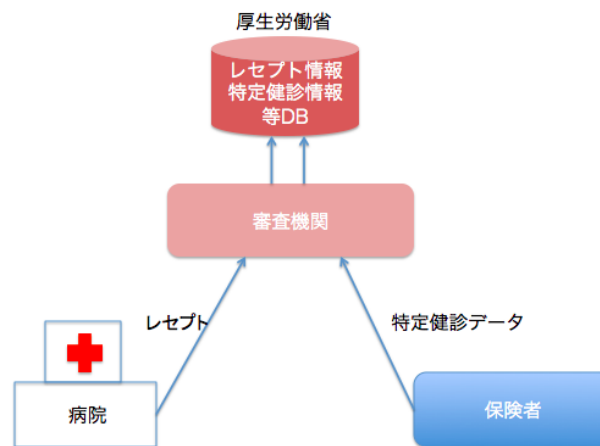 厚生労働省
レセプト情報
特定健診情報
等DB
審査機関
レセプト
特定健診データ
病院
保険者